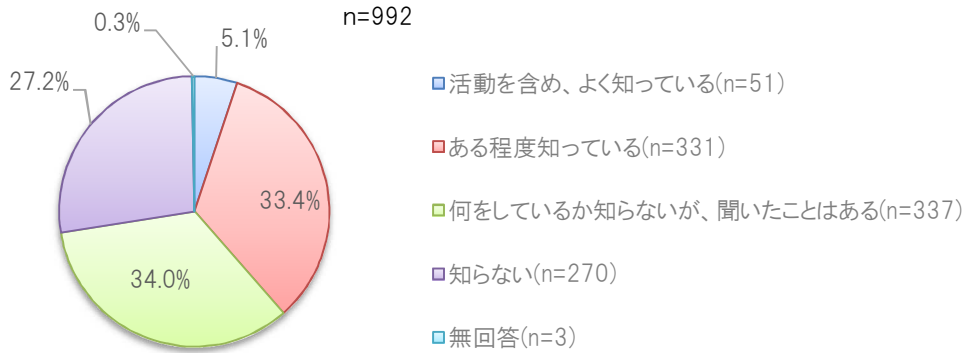 n=992
0.3%
5.1%
27.2%
33.4%
34.0%
活動を含め、よく知っている(n=51)
ある程度知っている(n=331)
何をしているか知らないが、聞いたことはある(n=337)
知らない(n=270)
無回答(n=3)